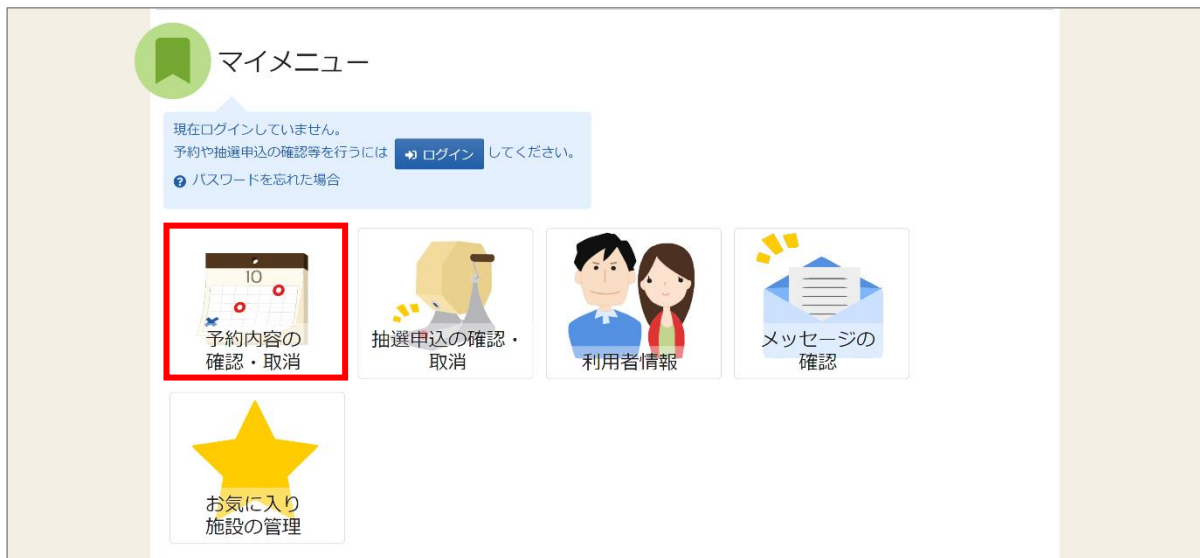 マイメニュー
現在ログインしていません。
予約や抽選申込の確認等を行うには ログイン してください。
パスワードを忘れた場合
10
予約内容の
確認・取消
抽選申込の確認・
取消
利用者情報
メッセージの
確認
お気に入り
施設の管理